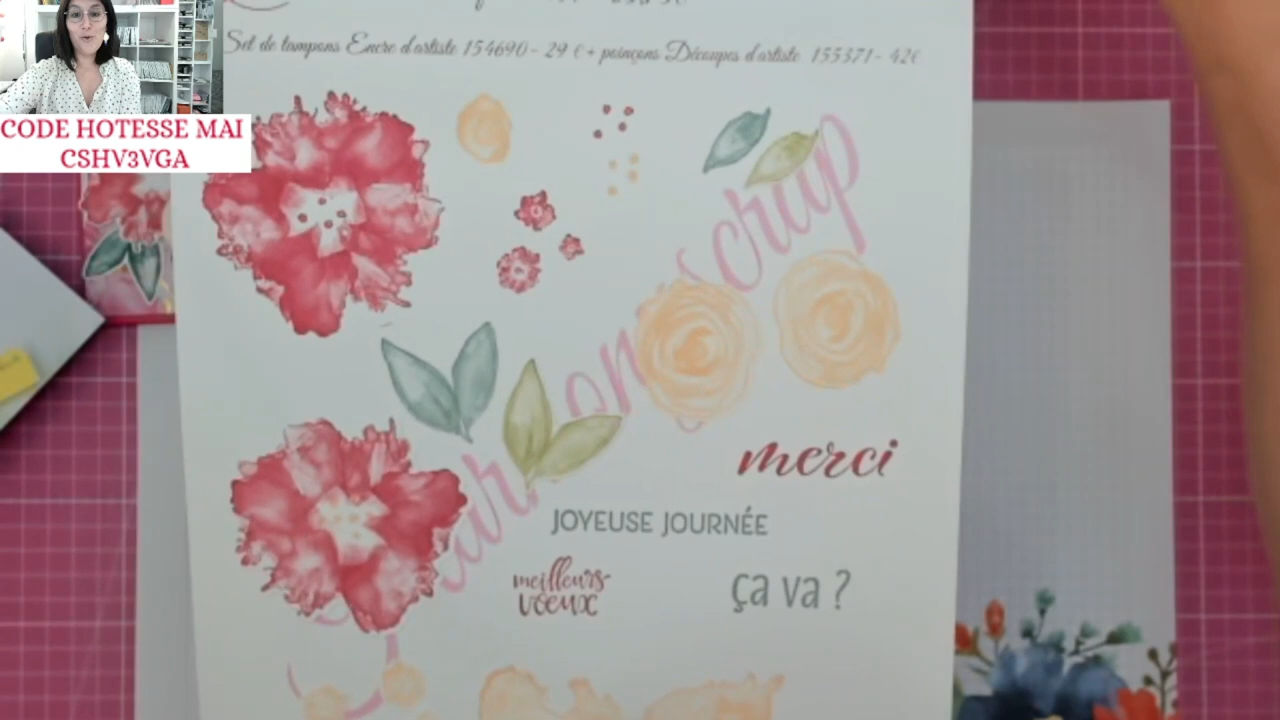 Set de tampons Encre d'artiste 154690- 29 € + poinçons Découpes d'artiste 155371- 42€
CODE HOTESSE MAI
CSHV3VGA
scrap
merci
JOYEUSE JOURNÉE
meilleurs
voeux
ça va ?